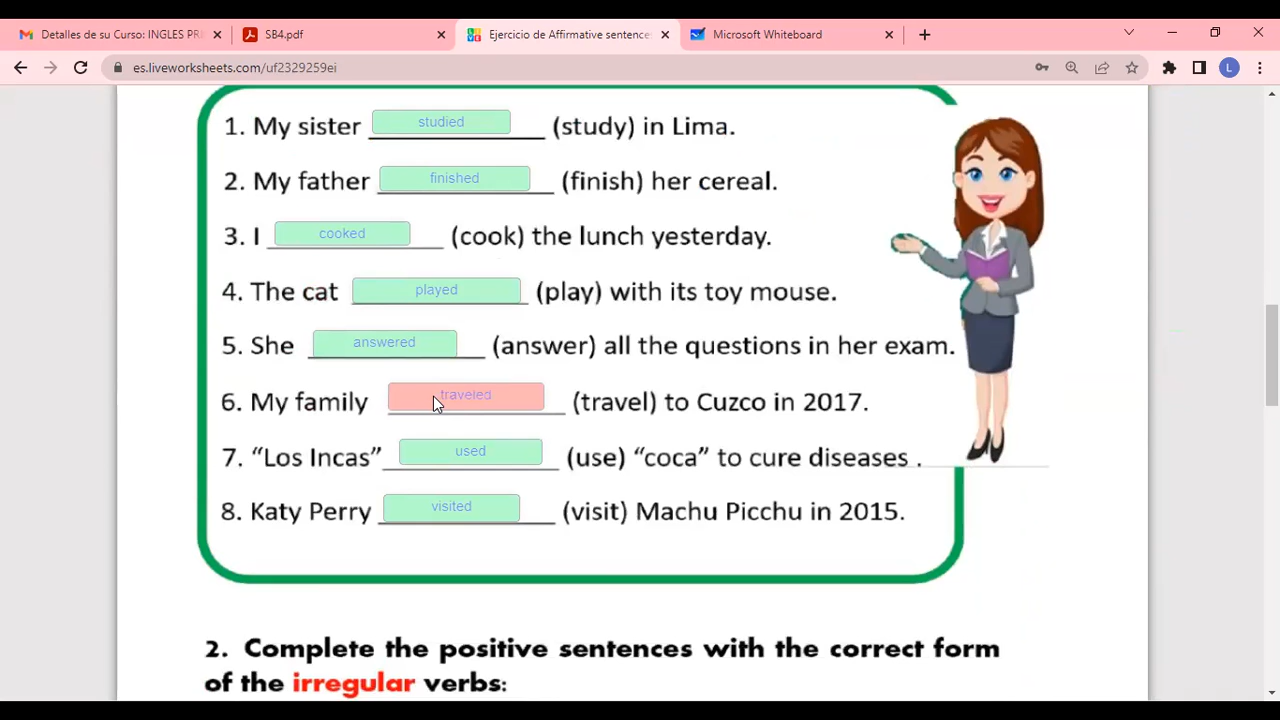 Detalles de su Curso: INGLES PRI
SB4.pdf
Ejercicio de Affirmative sentence
Microsoft Whiteboard
es.liveworksheets.com/uf2329259ei
L
1. My sister studied (study) in Lima.
2. My father finished (finish) her cereal.
3. I cooked (cook) the lunch yesterday.
4. The cat played (play) with its toy mouse.
5. She answered (answer) all the questions in her exam.
6. My family traveled (travel) to Cuzco in 2017.
7. “Los Incas” used (use) “coca” to cure diseases .
8. Katy Perry visited (visit) Machu Picchu in 2015.
2. Complete the positive sentences with the correct form
of the irregular verbs: